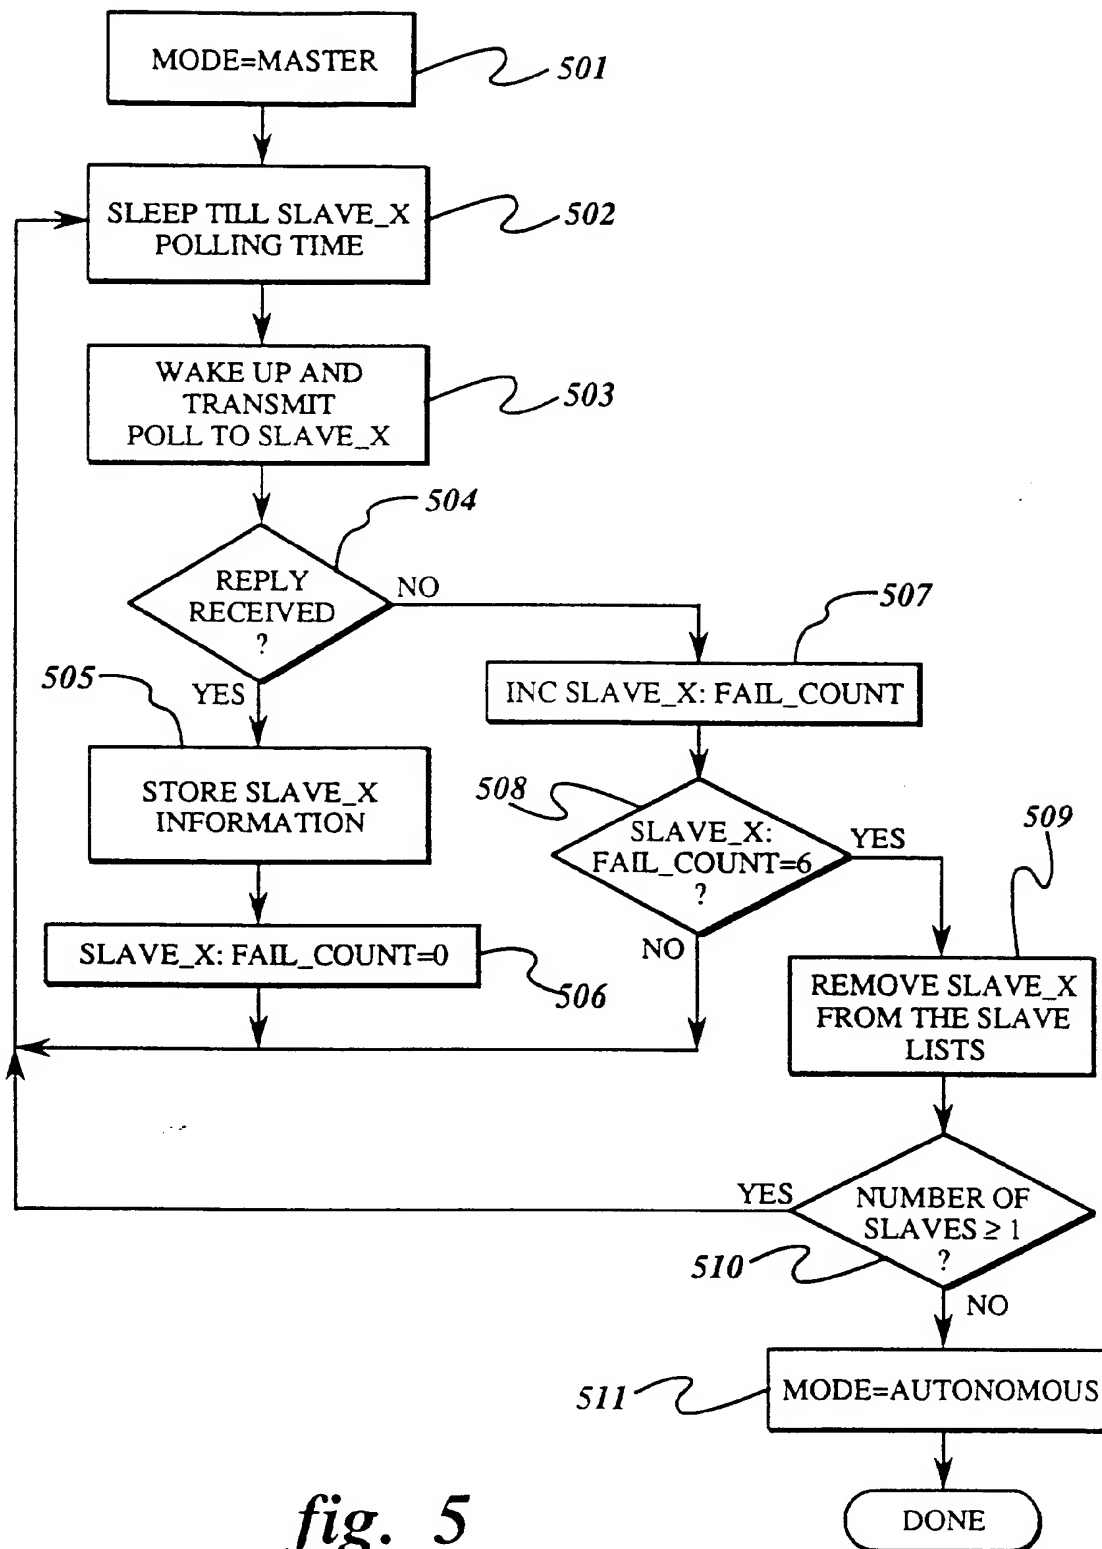 MODE=MASTER
501
SLEEP TILL SLAVE_X
POLLING TIME
502
WAKE UP AND
TRANSMIT
POLL TO SLAVE_X
503
504
REPLY
RECEIVED
?
NO
YES
505
507
INC SLAVE_X: FAIL_COUNT
STORE SLAVE_X
INFORMATION
508
SLAVE_X:
FAIL_COUNT=6
?
YES
NO
509
SLAVE_X: FAIL_COUNT=0
506
REMOVE SLAVE_X
FROM THE SLAVE
LISTS
YES
NUMBER OF
SLAVES ≥ 1
?
510
NO
511
MODE=AUTONOMOUS
DONE
fig. 5